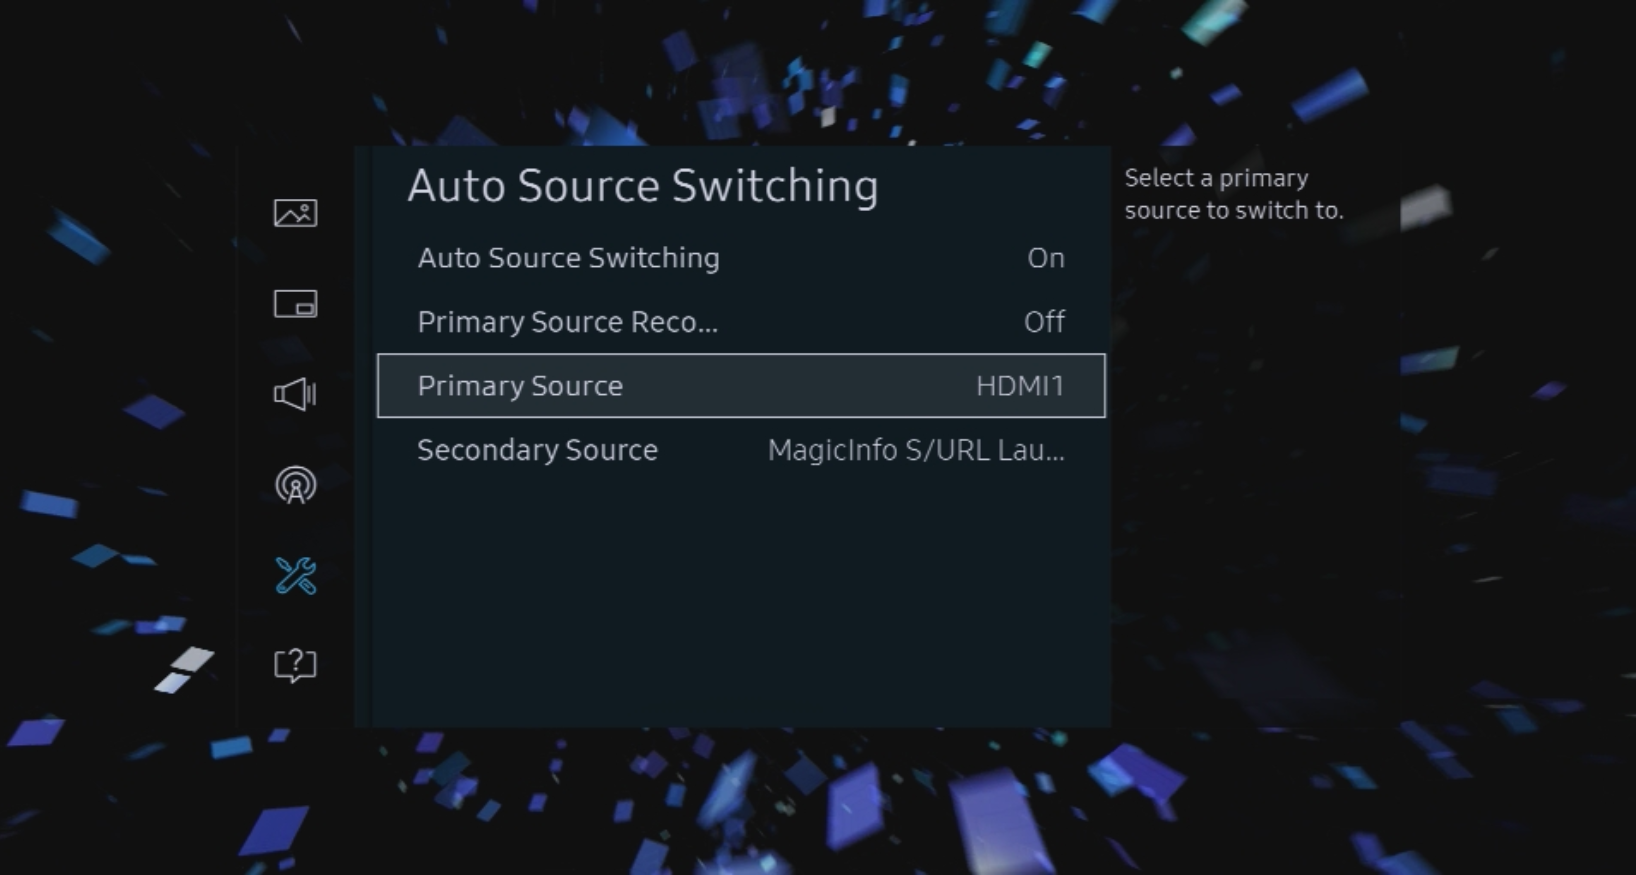 Auto Source Switching
Auto Source Switching On
Primary Source Reco... Off
Primary Source HDMI1
Secondary Source MagicInfo S/URL Lau...
Select a primary
source to switch to.